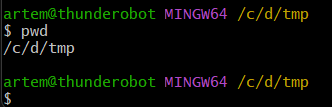 artem@thunderobot MINGW64 /c/d/tmp
$ pwd
/c/d/tmp
artem@thunderobot MINGW64 /c/d/tmp
$